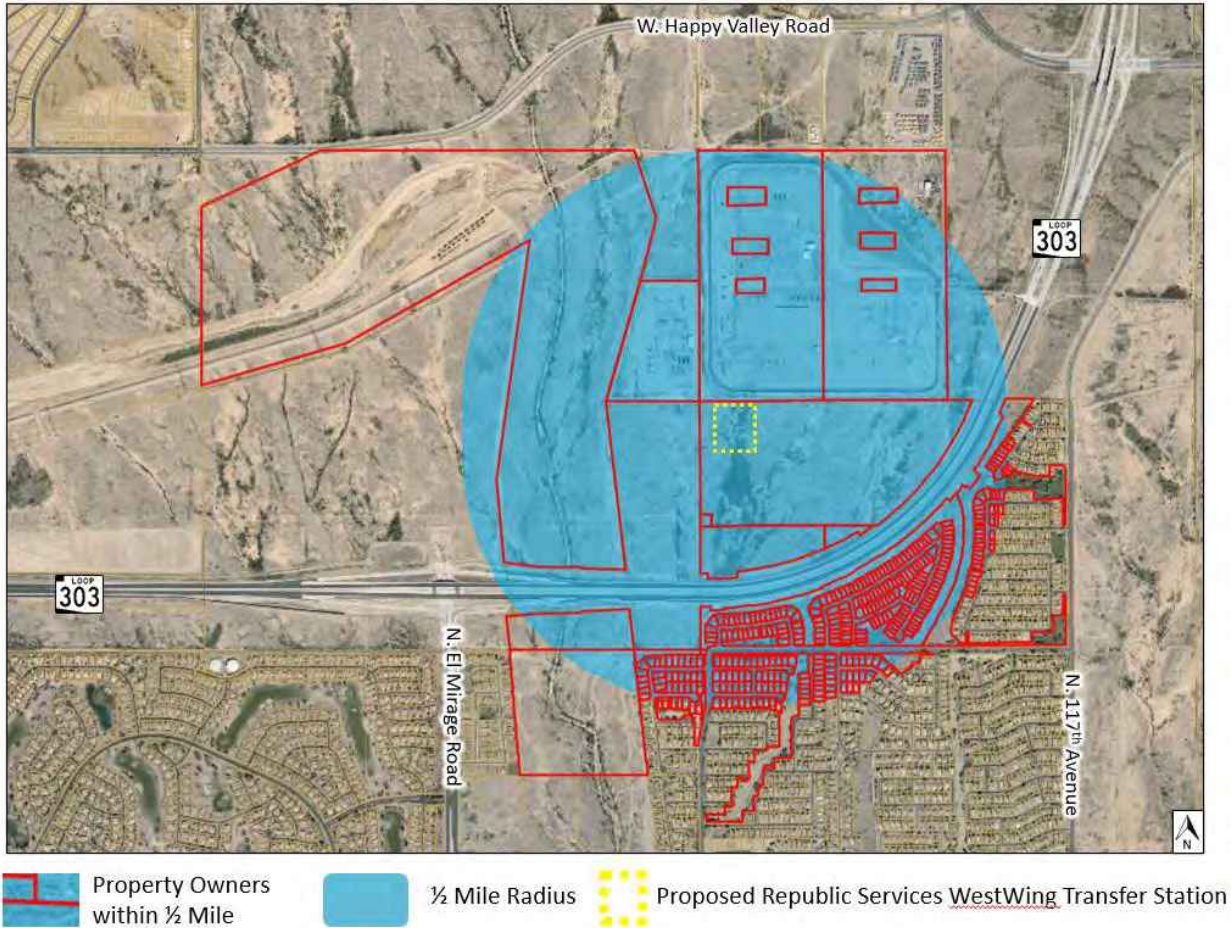 W. Happy Valley Road
LOOP
303
LOOP
303
N. El Mirage Road
N. 117th Avenue
N
Property Owners
within ½ Mile
½ Mile Radius
Proposed Republic Services WestWing Transfer Station